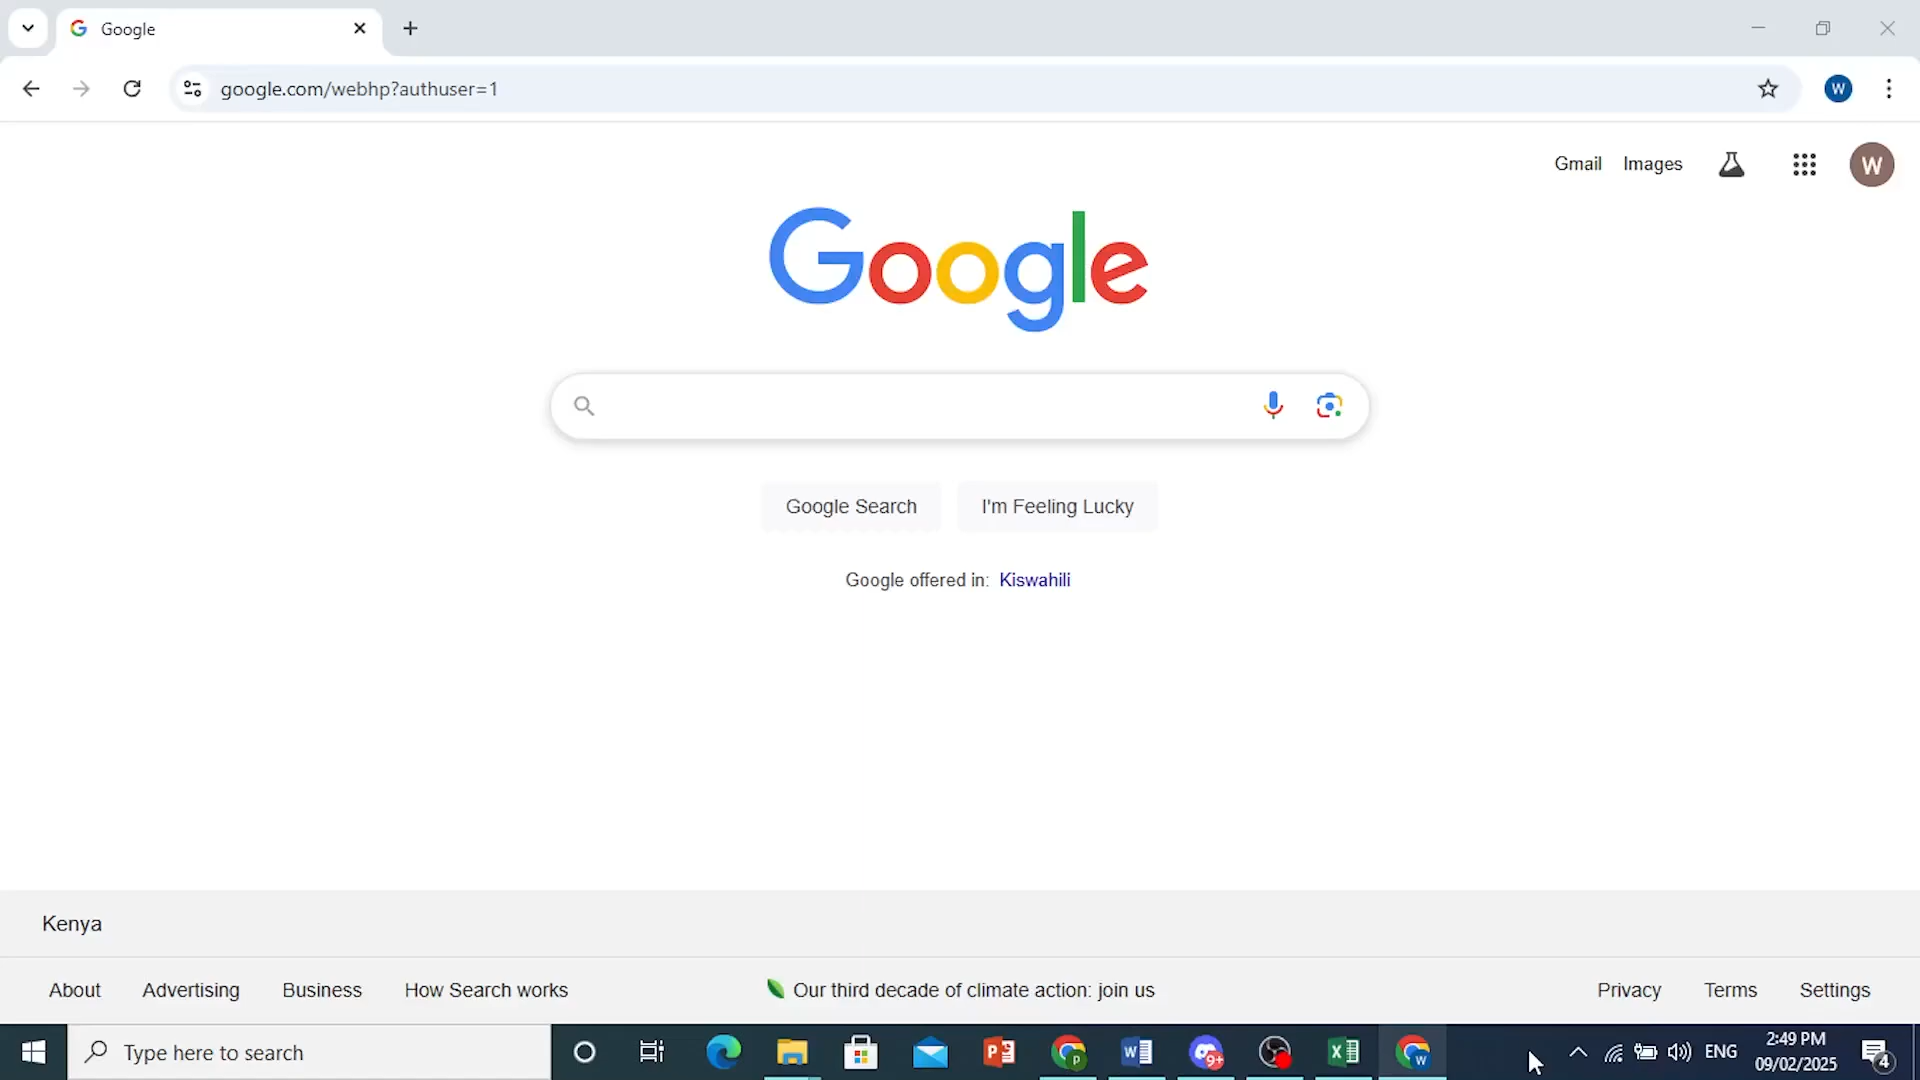 Google
google.com/webhp?authuser=1
W
Gmail Images
W
Google
Google Search I'm Feeling Lucky
Google offered in: Kiswahili
Kenya
About Advertising Business How Search works
Our third decade of climate action: join us
Privacy Terms Settings
Type here to search
P
P
W
9+
X
W
ENG
2:49 PM
09/02/2025
4